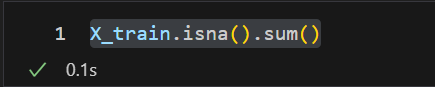 1 X_train.isna().sum()
0.1s